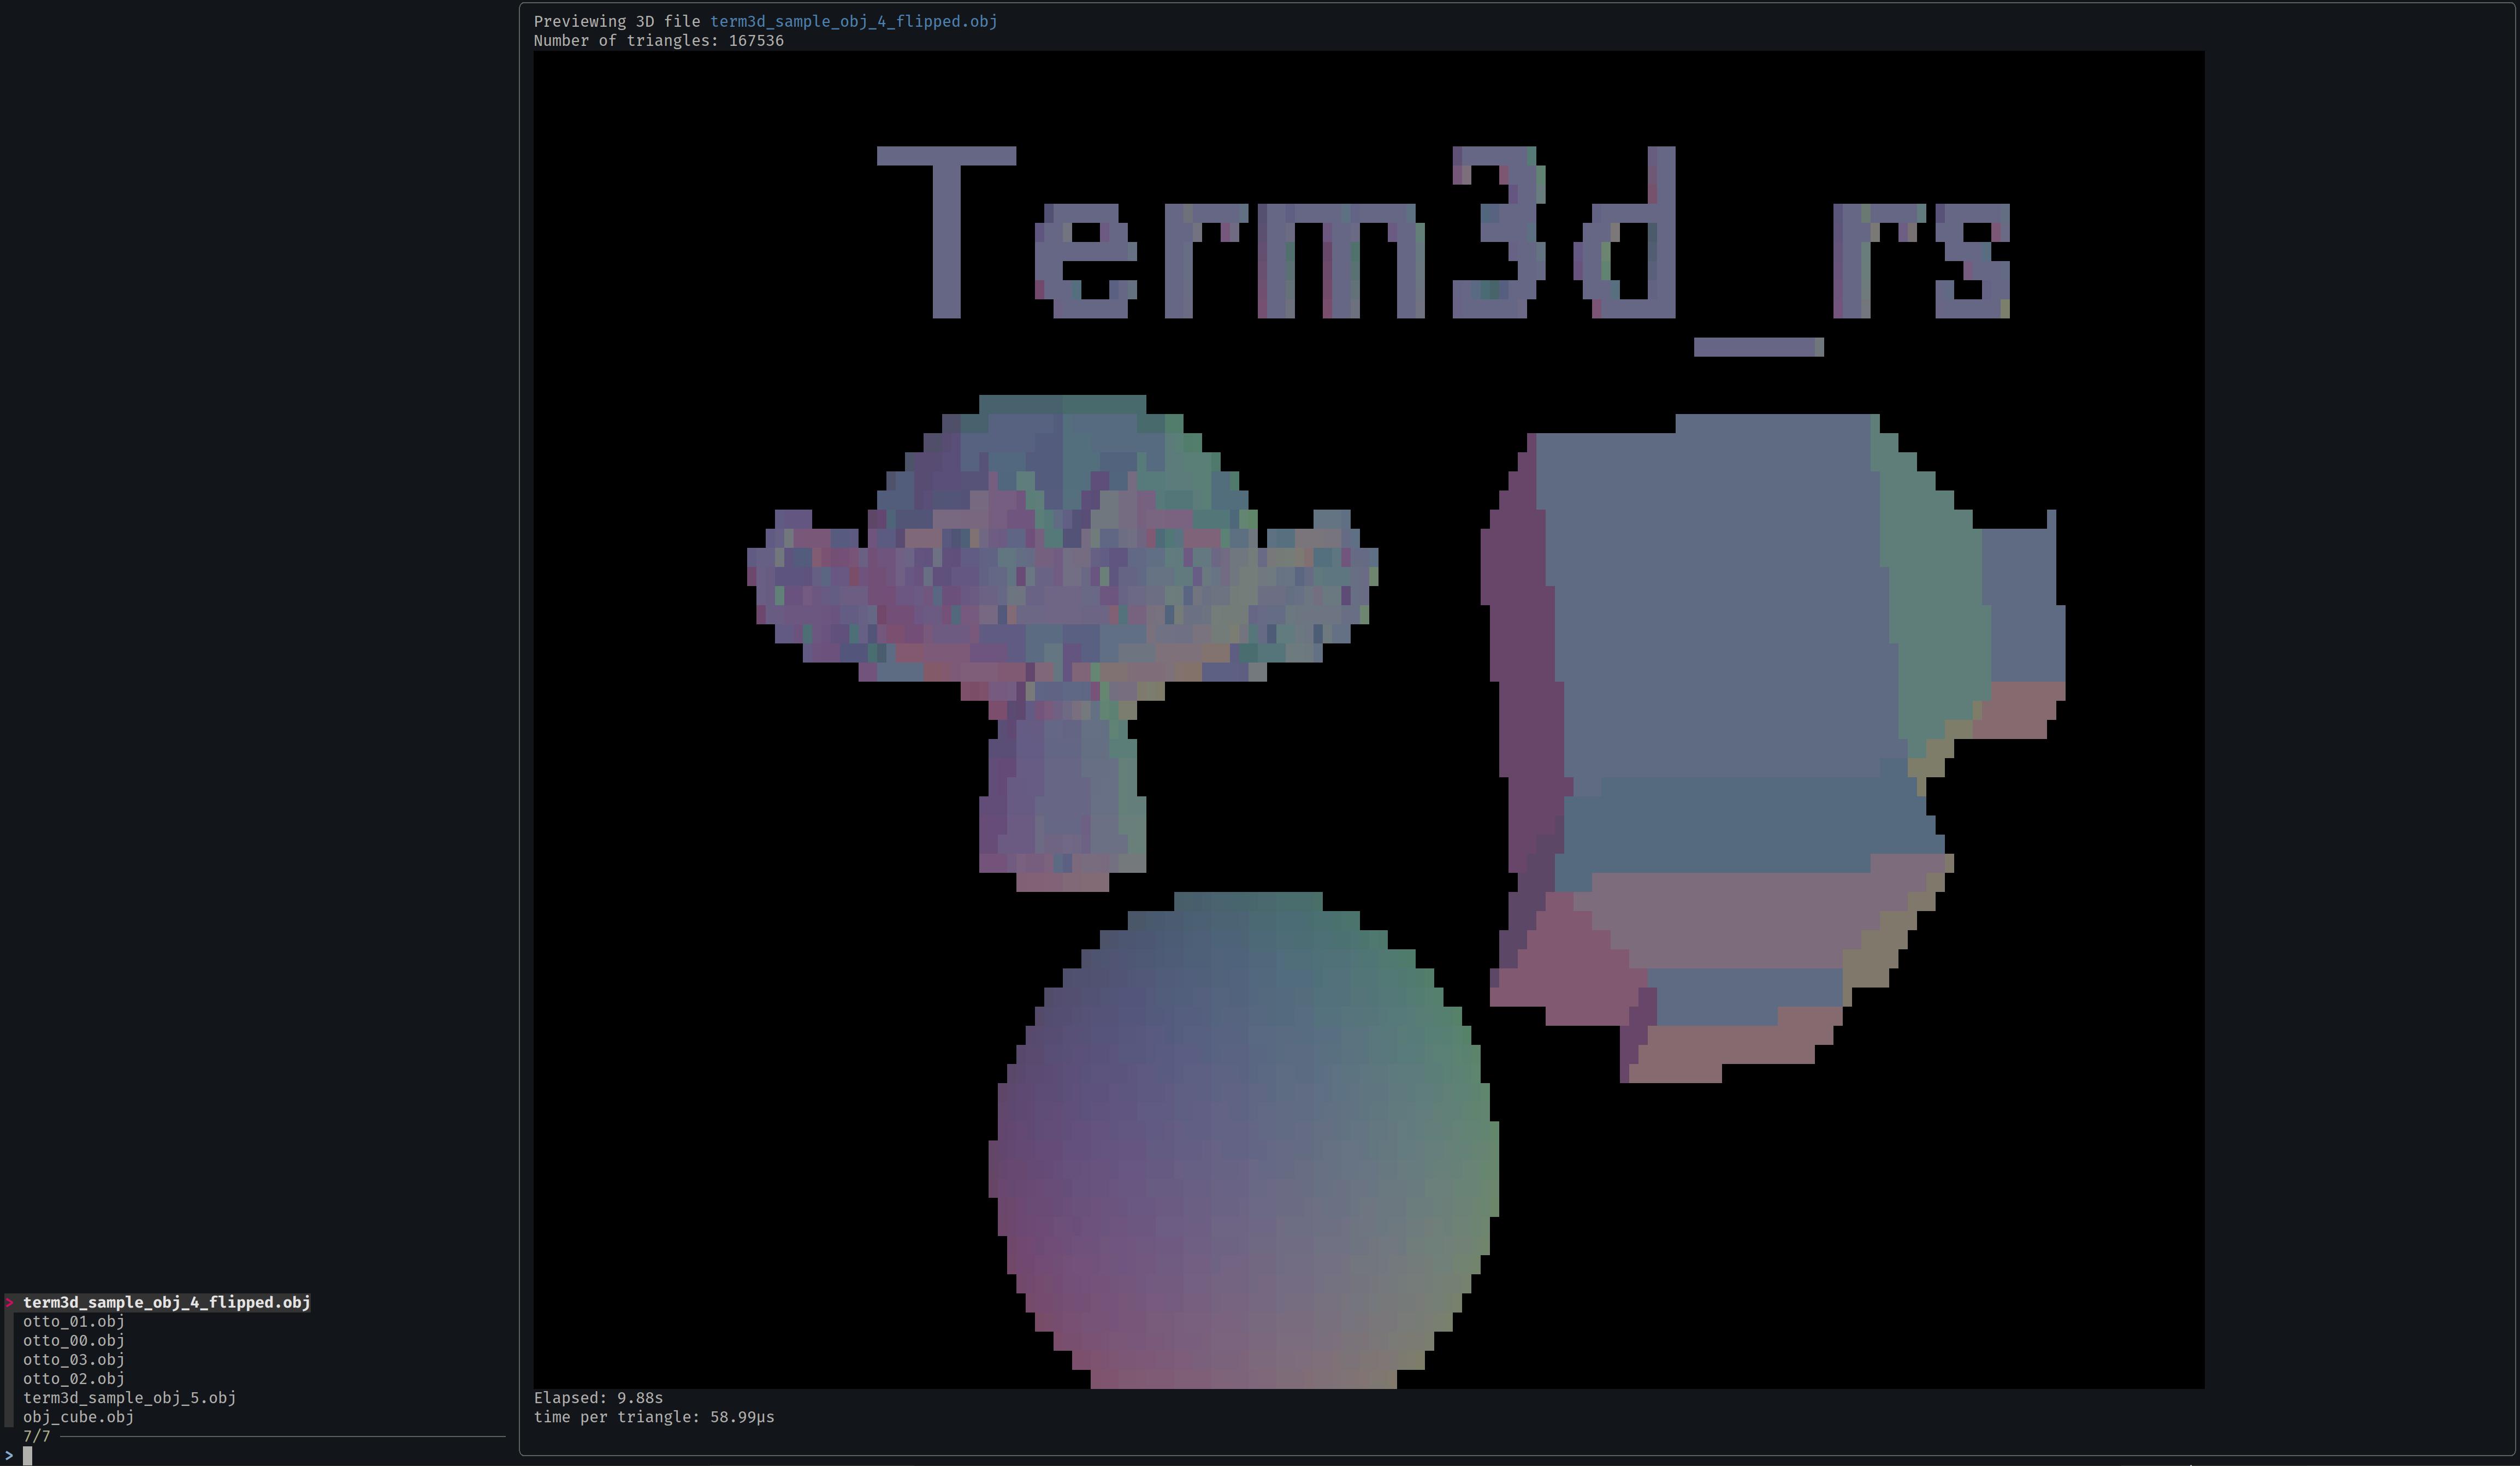 Previewing 3D file term3d_sample_obj_4_flipped.obj
Number of triangles: 167536
Term3d_rs
> term3d_sample_obj_4_flipped.obj
otto_01.obj
otto_00.obj
otto_03.obj
otto_02.obj
term3d_sample_obj_5.obj
obj_cube.obj
7/7
>
Elapsed: 9.88s
time per triangle: 58.99µs